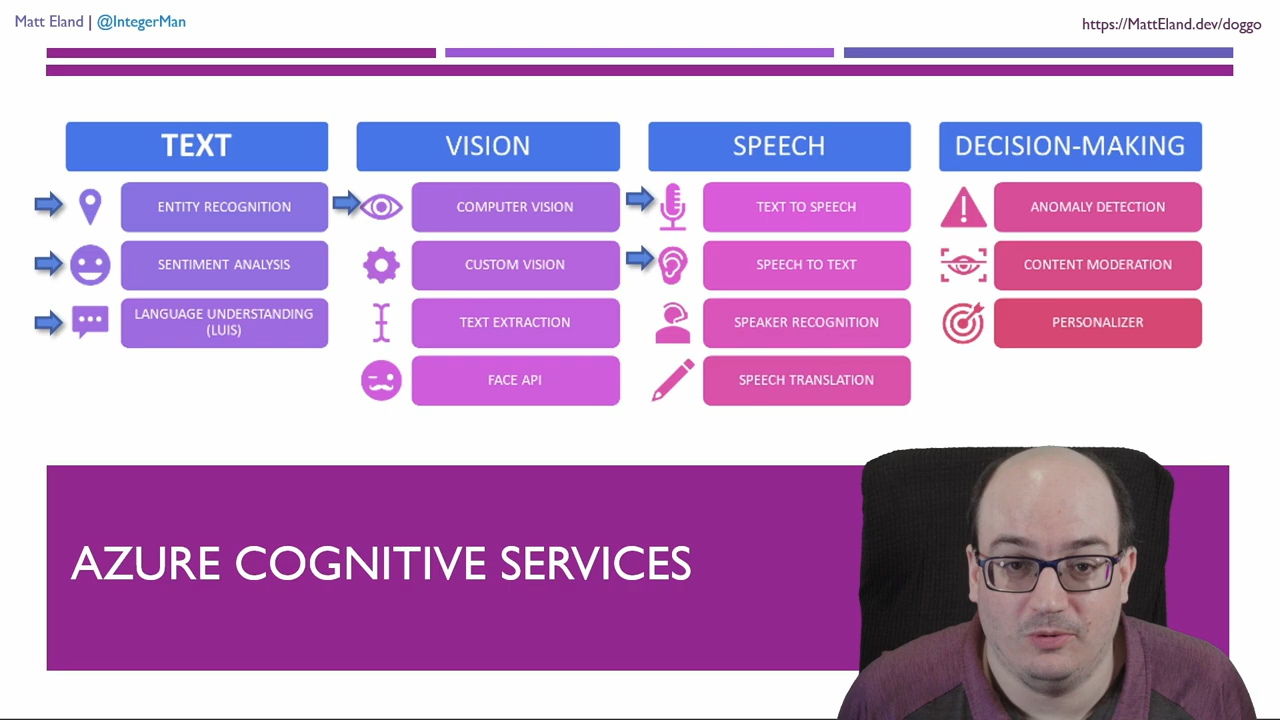 Matt Eland | @IntegerMan
https://MattEland.dev/doggo
TEXT
ENTITY RECOGNITION
SENTIMENT ANALYSIS
LANGUAGE UNDERSTANDING
(LUIS)
VISION
COMPUTER VISION
CUSTOM VISION
TEXT EXTRACTION
FACE API
SPEECH
TEXT TO SPEECH
SPEECH TO TEXT
SPEAKER RECOGNITION
SPEECH TRANSLATION
DECISION-MAKING
ANOMALY DETECTION
CONTENT MODERATION
PERSONALIZER
AZURE COGNITIVE SERVICES